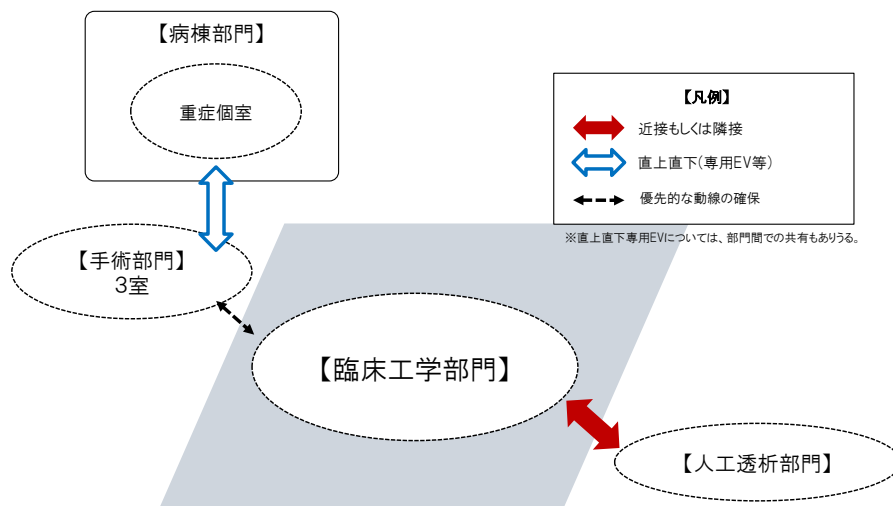 【病棟部門】
重症個室
【凡例】
近接もしくは隣接
直上直下(専用EV等)
優先的な動線の確保
※直上直下専用EVについては、部門間での共有もありうる。
【手術部門】
3室
【臨床工学部門】
【人工透析部門】